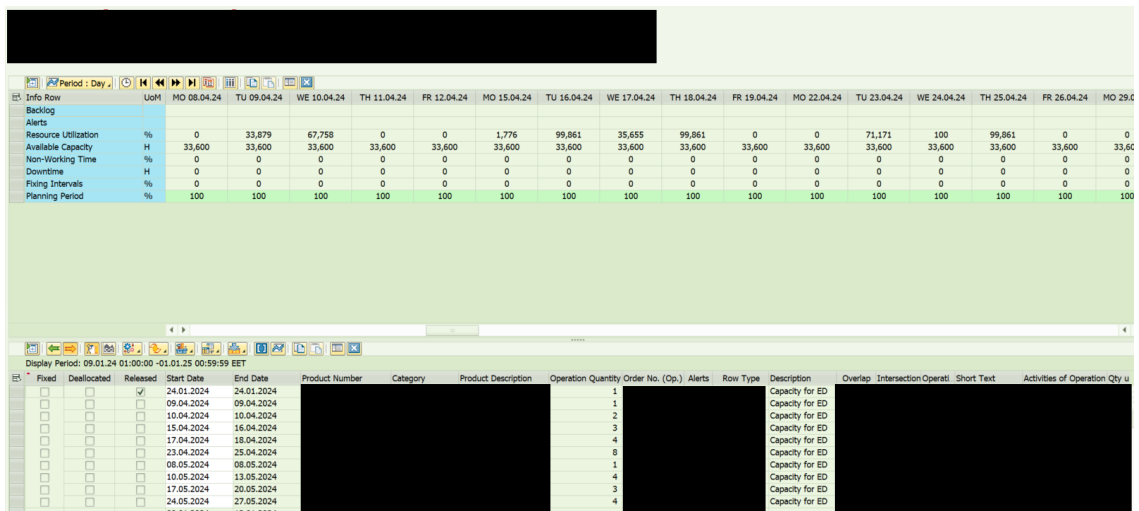 Period : Day
Info Row UoM MO 08.04.24 TU 09.04.24 WE 10.04.24 TH 11.04.24 FR 12.04.24 MO 15.04.24 TU 16.04.24 WE 17.04.24 TH 18.04.24 FR 19.04.24 MO 22.04.24 TU 23.04.24 WE 24.04.24 TH 25.04.24 FR 26.04.24 MO 29.0
Backlog
Alerts
Resource Utilization % 0 33,879 67,758 0 0 1,776 99,861 35,655 99,861 0 0 71,171 100 99,861 0 0
Available Capacity H 33,600 33,600 33,600 33,600 33,600 33,600 33,600 33,600 33,600 33,600 33,600 33,600 33,600 33,600 33,600 33,60
Non-Working Time % 0 0 0 0 0 0 0 0 0 0 0 0 0 0 0 0
Downtime H 0 0 0 0 0 0 0 0 0 0 0 0 0 0 0 0
Fixing Intervals % 0 0 0 0 0 0 0 0 0 0 0 0 0 0 0 0
Planning Period % 100 100 100 100 100 100 100 100 100 100 100 100 100 100 100 100
Display Period: 09.01.24 01:00:00 -01.01.25 00:59:59 EET
Fixed Deallocated Released Start Date End Date Product Number Category Product Description Operation Quantity Order No. (Op.) Alerts Row Type Description Overlap Intersection Operati Short Text Activities of Operation Qty u
24.01.2024 24.01.2024 1 Capacity for ED
09.04.2024 09.04.2024 1 Capacity for ED
10.04.2024 10.04.2024 2 Capacity for ED
15.04.2024 16.04.2024 3 Capacity for ED
17.04.2024 18.04.2024 4 Capacity for ED
23.04.2024 25.04.2024 8 Capacity for ED
08.05.2024 08.05.2024 1 Capacity for ED
10.05.2024 13.05.2024 4 Capacity for ED
17.05.2024 20.05.2024 3 Capacity for ED
24.05.2024 27.05.2024 4 Capacity for ED